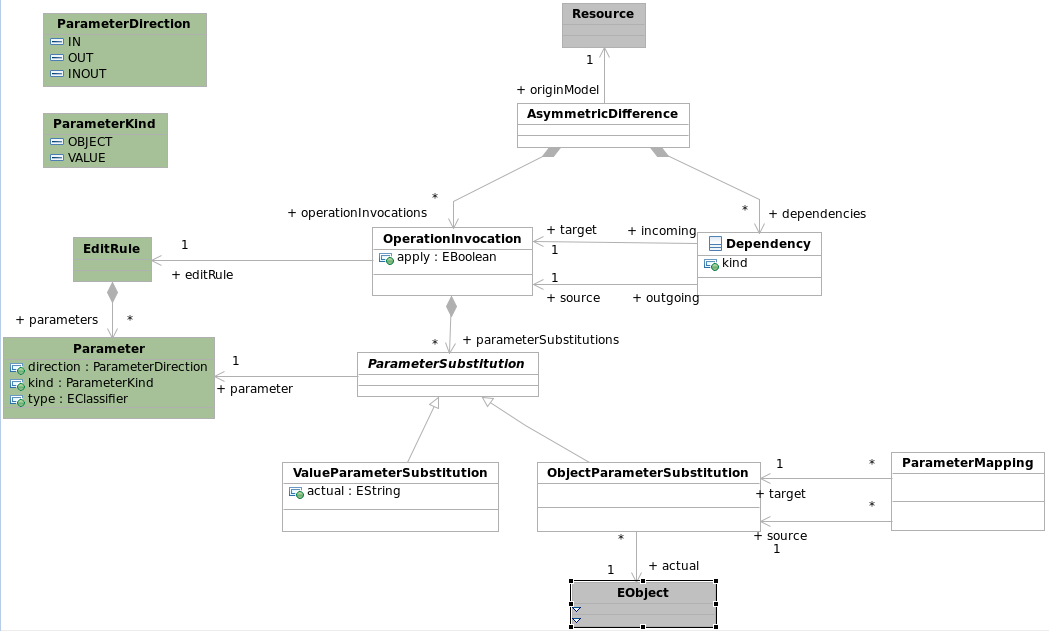 ParameterDirection
IN
OUT
INOUT
ParameterKind
OBJECT
VALUE
Resource
1
+ originModel
AsymmetricDifference
*
+ operationInvocations
*
+ dependencies
OperationInvocation
apply : EBoolean
+ target
+ incoming
1
1
+ source
+ outgoing
Dependency
kind
EditRule
1
+ editRule
+ parameters
*
Parameter
direction : ParameterDirection
kind : ParameterKind
type : EClassifier
1
+ parameter
*
+ parameterSubstitutions
ParameterSubstitution
ValueParameterSubstitution
actual : EString
ObjectParameterSubstitution
1
*
+ target
*
+ source
1
ParameterMapping
*
1
+ actual
EObject